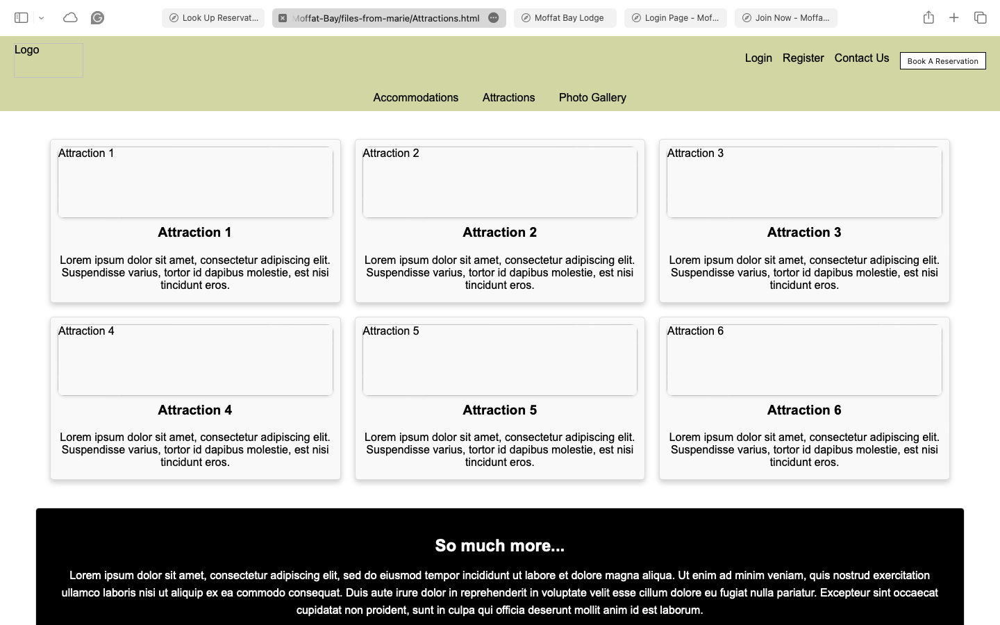 Look Up Reservat...
Moffat-Bay/files-from-marie/Attractions.html
Moffat Bay Lodge
Login Page - Mof...
Join Now - Moffa...
Logo
Login
Register
Contact Us
Book A Reservation
Accommodations
Attractions
Photo Gallery
Attraction 1
Attraction 1
Lorem ipsum dolor sit amet, consectetur adipiscing elit.
Suspendisse varius, tortor id dapibus molestie, est nisi
tincidunt eros.
Attraction 2
Attraction 2
Lorem ipsum dolor sit amet, consectetur adipiscing elit.
Suspendisse varius, tortor id dapibus molestie, est nisi
tincidunt eros.
Attraction 3
Attraction 3
Lorem ipsum dolor sit amet, consectetur adipiscing elit.
Suspendisse varius, tortor id dapibus molestie, est nisi
tincidunt eros.
Attraction 4
Attraction 4
Lorem ipsum dolor sit amet, consectetur adipiscing elit.
Suspendisse varius, tortor id dapibus molestie, est nisi
tincidunt eros.
Attraction 5
Attraction 5
Lorem ipsum dolor sit amet, consectetur adipiscing elit.
Suspendisse varius, tortor id dapibus molestie, est nisi
tincidunt eros.
Attraction 6
Attraction 6
Lorem ipsum dolor sit amet, consectetur adipiscing elit.
Suspendisse varius, tortor id dapibus molestie, est nisi
tincidunt eros.
So much more...
Lorem ipsum dolor sit amet, consectetur adipiscing elit, sed do eiusmod tempor incididunt ut labore et dolore magna aliqua. Ut enim ad minim veniam, quis nostrud exercitation
ullamco laboris nisi ut aliquip ex ea commodo consequat. Duis aute irure dolor in reprehenderit in voluptate velit esse cillum dolore eu fugiat nulla pariatur. Excepteur sint occaecat
cupidatat non proident, sunt in culpa qui officia deserunt mollit anim id est laborum.